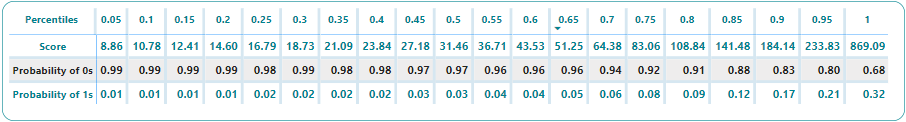 Percentiles 0.05 0.1 0.15 0.2 0.25 0.3 0.35 0.4 0.45 0.5 0.55 0.6 0.65 0.7 0.75 0.8 0.85 0.9 0.95 1
Score 8.86 10.78 12.41 14.60 16.79 18.73 21.09 23.84 27.18 31.46 36.71 43.53 51.25 64.38 83.06 108.84 141.48 184.14 233.83 869.09
Probability of 0s 0.99 0.99 0.99 0.99 0.98 0.99 0.98 0.98 0.97 0.97 0.96 0.96 0.96 0.94 0.92 0.91 0.88 0.83 0.80 0.68
Probability of 1s 0.01 0.01 0.01 0.01 0.02 0.02 0.02 0.02 0.03 0.03 0.04 0.04 0.05 0.06 0.08 0.09 0.12 0.17 0.21 0.32